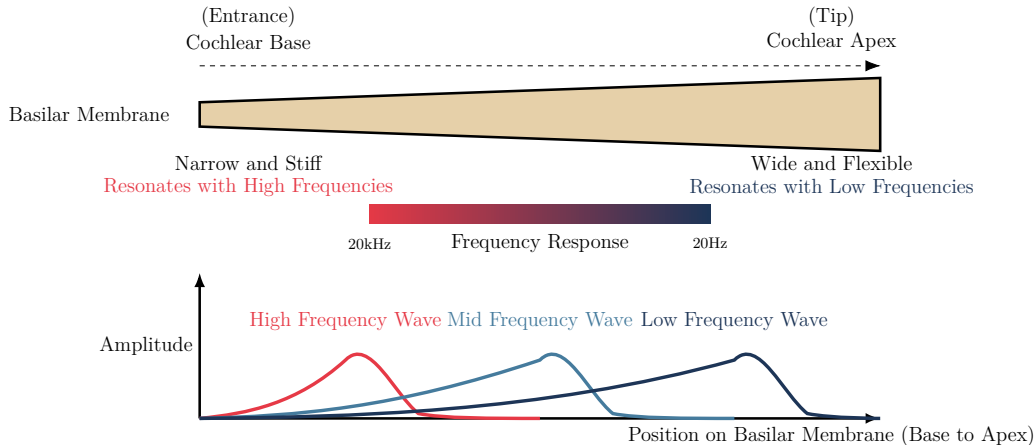 (Entrance)
Cochlear Base
(Tip)
Cochlear Apex
Basilar Membrane
Narrow and Stiff
Resonates with High Frequencies
Wide and Flexible
Resonates with Low Frequencies
20kHz
Frequency Response
20Hz
High Frequency Wave
Mid Frequency Wave
Low Frequency Wave
Amplitude
Position on Basilar Membrane (Base to Apex)